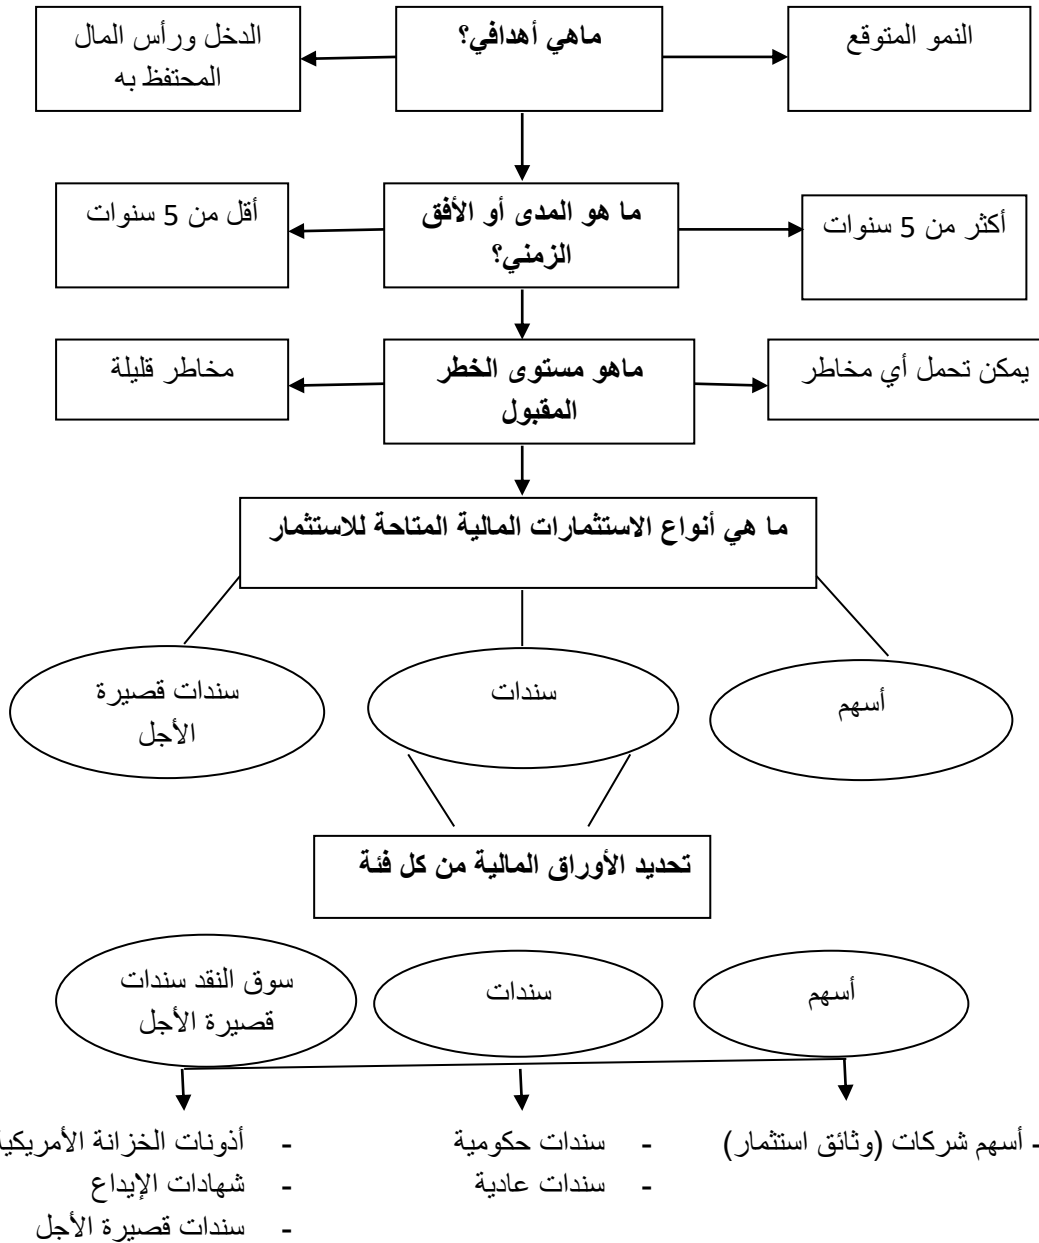 ماهي أهدافي؟
النمو المتوقع
الدخل ورأس المال
المحتفظ به
ما هو المدى أو الأفق
الزمني؟
أكثر من 5 سنوات
أقل من 5 سنوات
ماهو مستوى الخطر
المقبول
يمكن تحمل أي مخاطر
مخاطر قليلة
ما هي أنواع الاستثمارات المالية المتاحة للاستثمار
أسهم
سندات
سندات قصيرة
الأجل
تحديد الأوراق المالية من كل فئة
أسهم
سندات
سوق النقد سندات
قصيرة الأجل
- أسهم شركات (وثائق استثمار)
- سندات حكومية
- سندات عادية
- أذونات الخزانة الأمريكية
- شهادات الإيداع
- سندات قصيرة الأجل